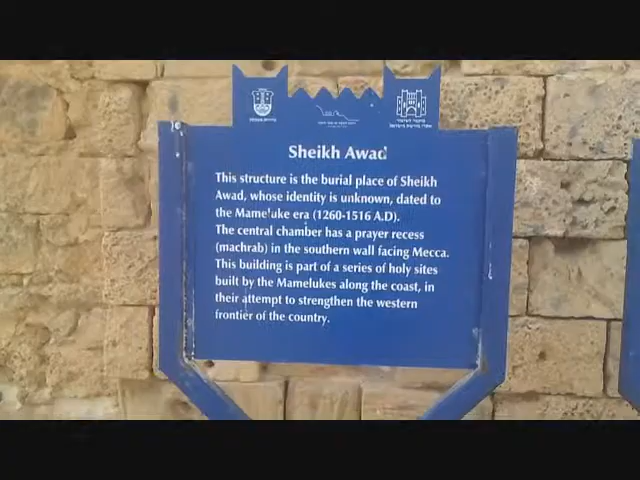 Sheikh Awad
This structure is the burial place of Sheikh
Awad, whose identity is unknown, dated to
the Mameluke era (1260-1516 A.D).
The central chamber has a prayer recess
(machrab) in the southern wall facing Mecca.
This building is part of a series of holy sites
built by the Mamelukes along the coast, in
their attempt to strengthen the western
frontier of the country.